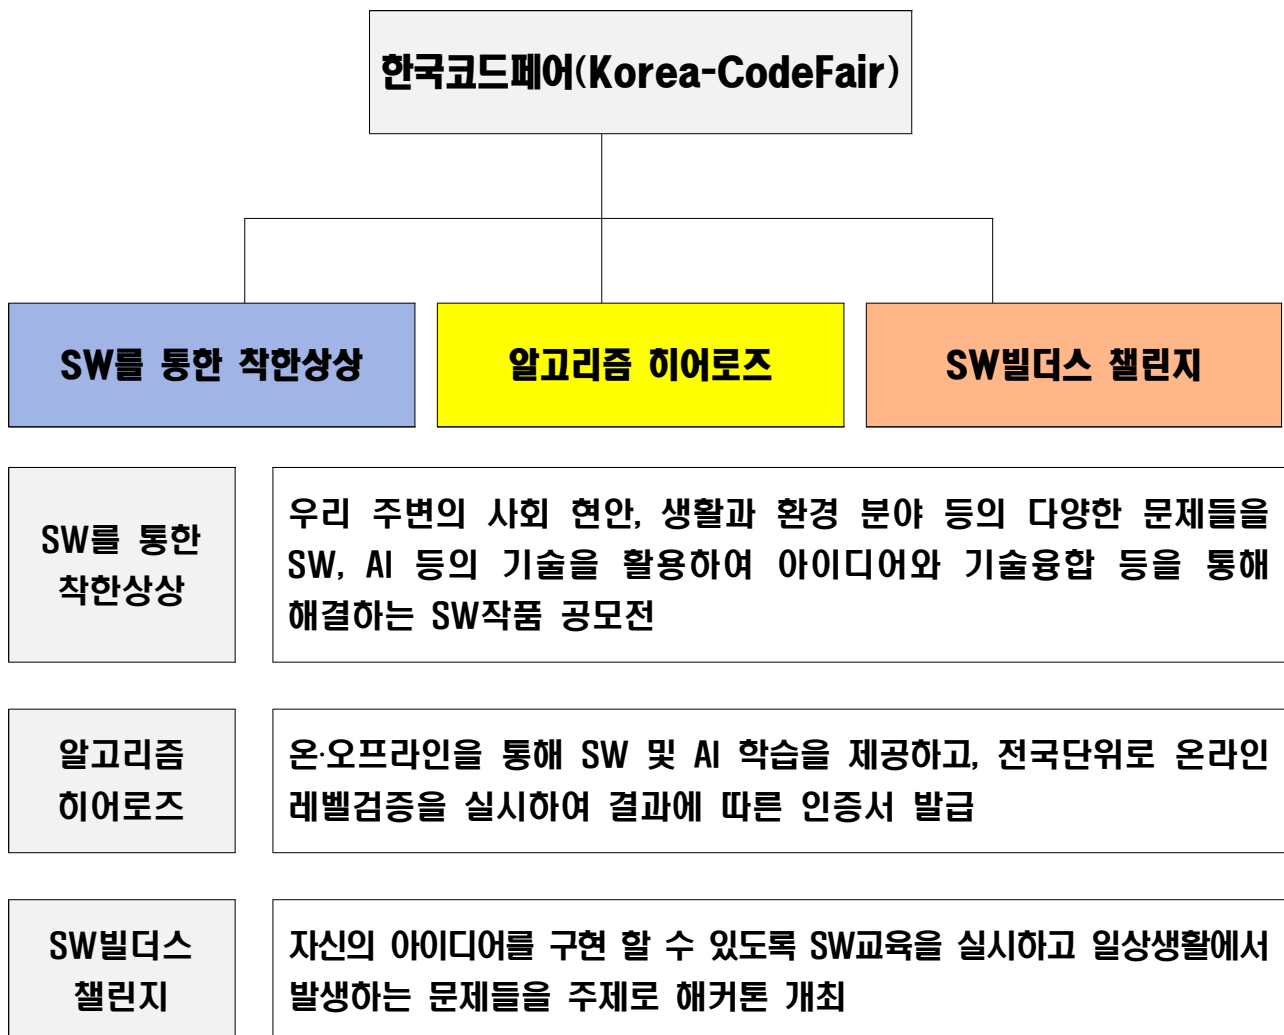 한국코드페어(Korea-CodeFair)
SW를 통한 착한상상
알고리즘 히어로즈
SW빌더스 챌린지
SW를 통한
착한상상
우리 주변의 사회 현안, 생활과 환경 분야 등의 다양한 문제들을
SW, AI 등의 기술을 활용하여 아이디어와 기술융합 등을 통해
해결하는 SW작품 공모전
알고리즘
히어로즈
온·오프라인을 통해 SW 및 AI 학습을 제공하고, 전국단위로 온라인
레벨검증을 실시하여 결과에 따른 인증서 발급
SW빌더스
챌린지
자신의 아이디어를 구현 할 수 있도록 SW교육을 실시하고 일상생활에서
발생하는 문제들을 주제로 해커톤 개최